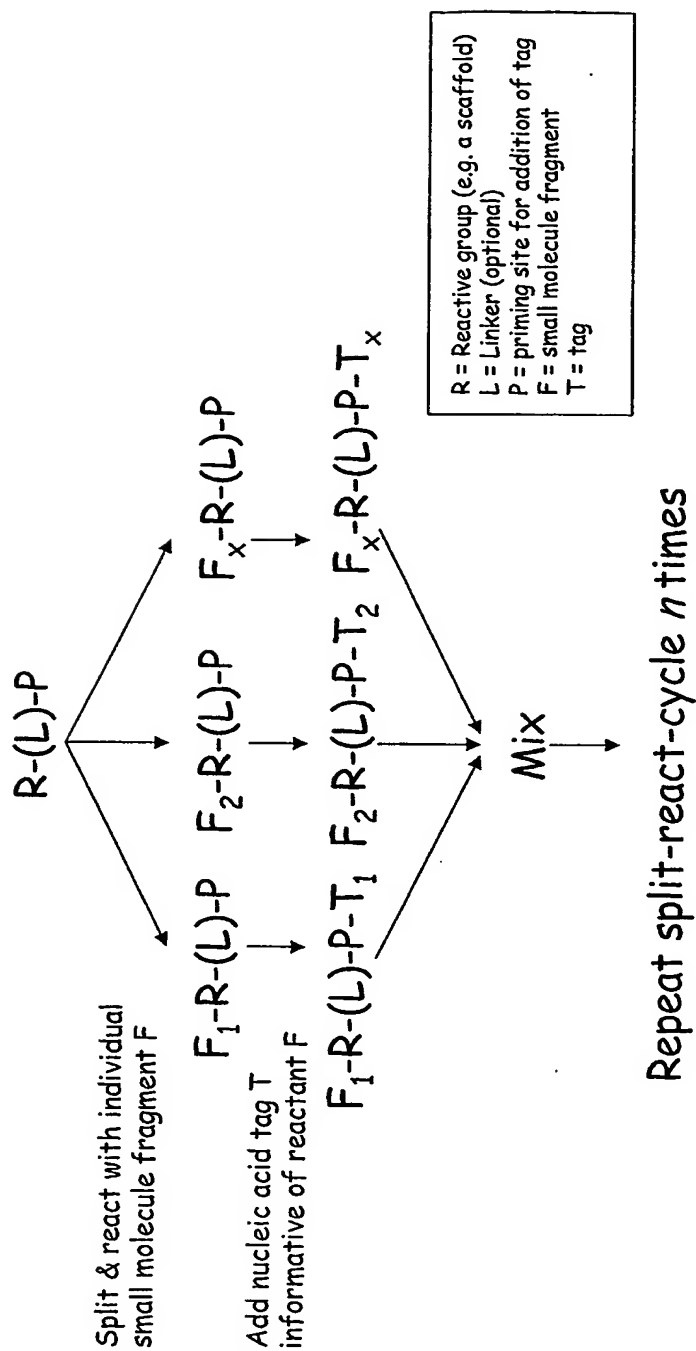 R-(L)-P
Split & react with individual
small molecule fragment F
F₁-R-(L)-P F₂-R-(L)-P Fₓ-R-(L)-P
Add nucleic acid tag T
informative of reactant F
F₁-R-(L)-P-T₁ F₂-R-(L)-P-T₂ Fₓ-R-(L)-P-Tₓ
Mix
Repeat split-react-cycle n times
R = Reactive group (e.g. a scaffold)
L = Linker (optional)
P = priming site for addition of tag
F = small molecule fragment
T = tag